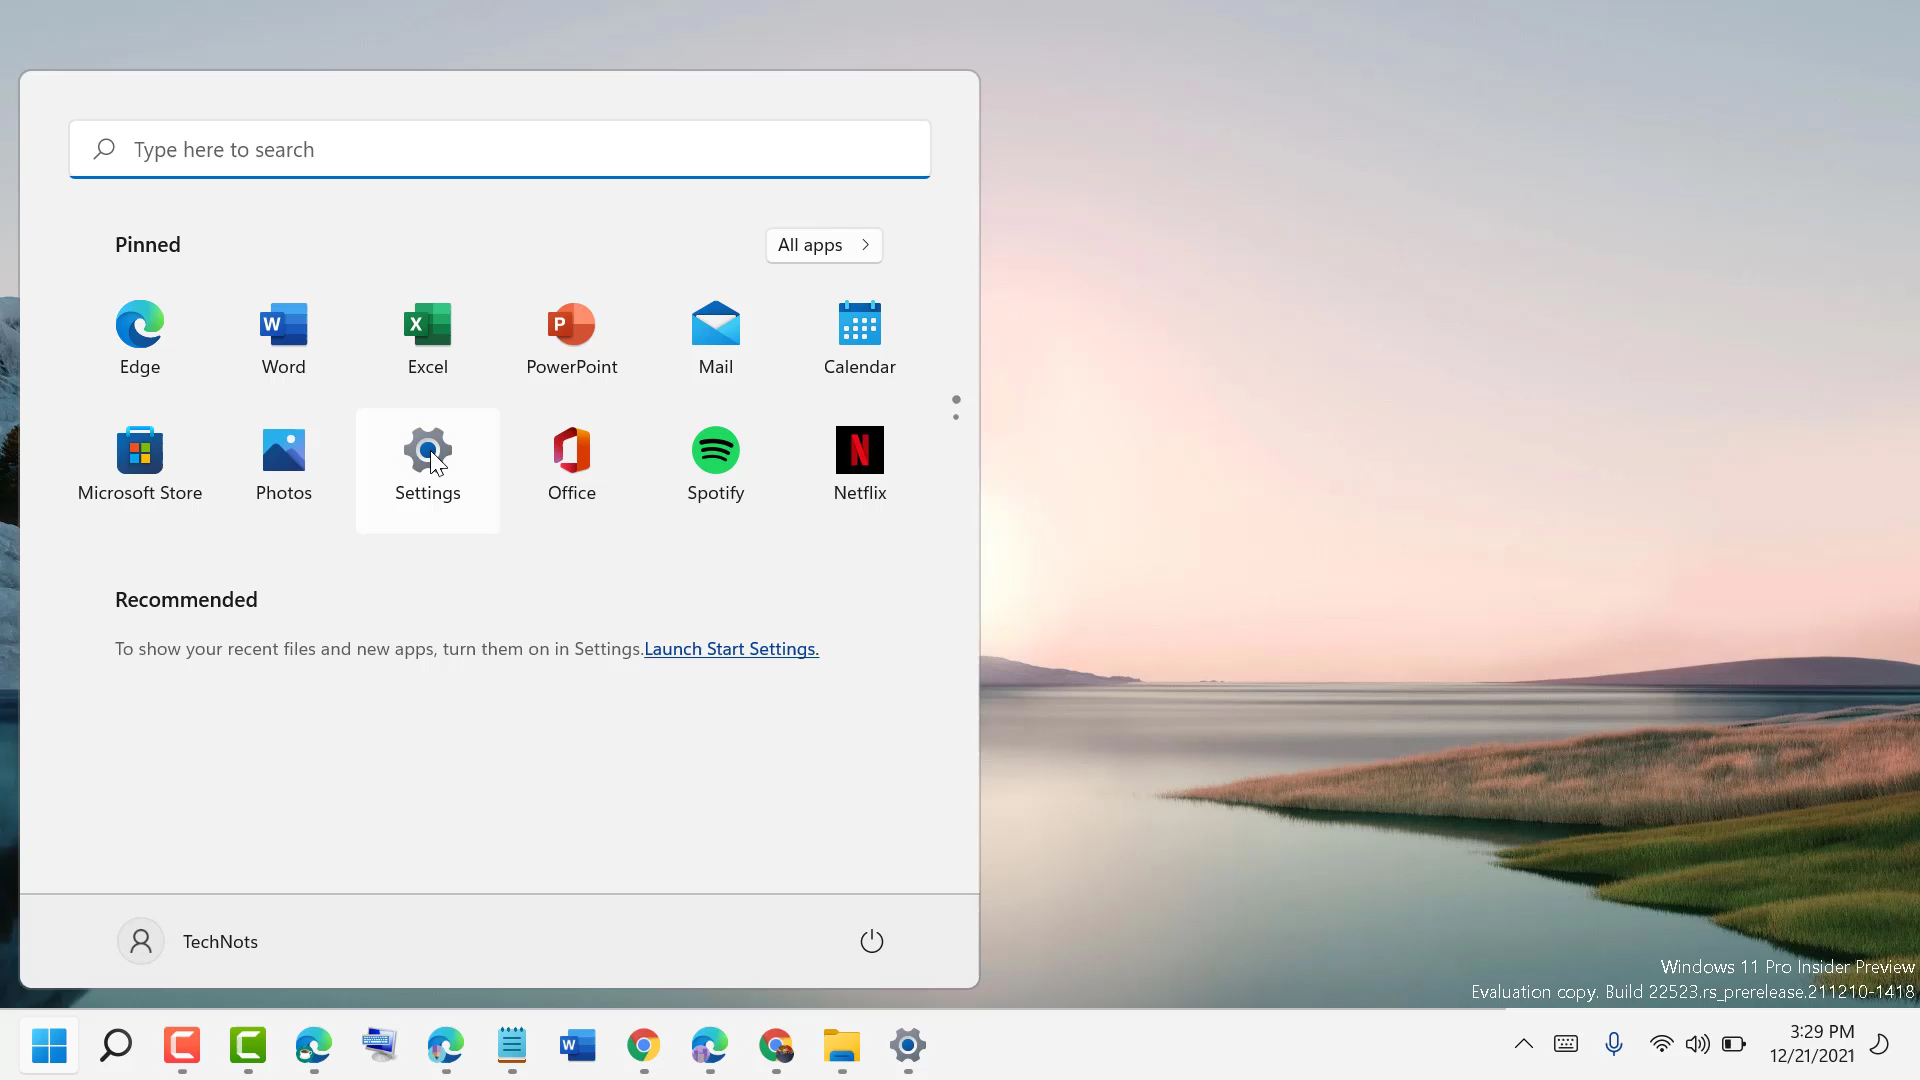 Type here to search
Pinned
All apps
Edge
Word
Excel
PowerPoint
Mail
Calendar
Microsoft Store
Photos
Settings
Office
Spotify
Netflix
Recommended
To show your recent files and new apps, turn them on in Settings.Launch Start Settings.
TechNots
Windows 11 Pro Insider Preview
Evaluation copy. Build 22523.rs_prerelease.211210-1418
3:29 PM
12/21/2021